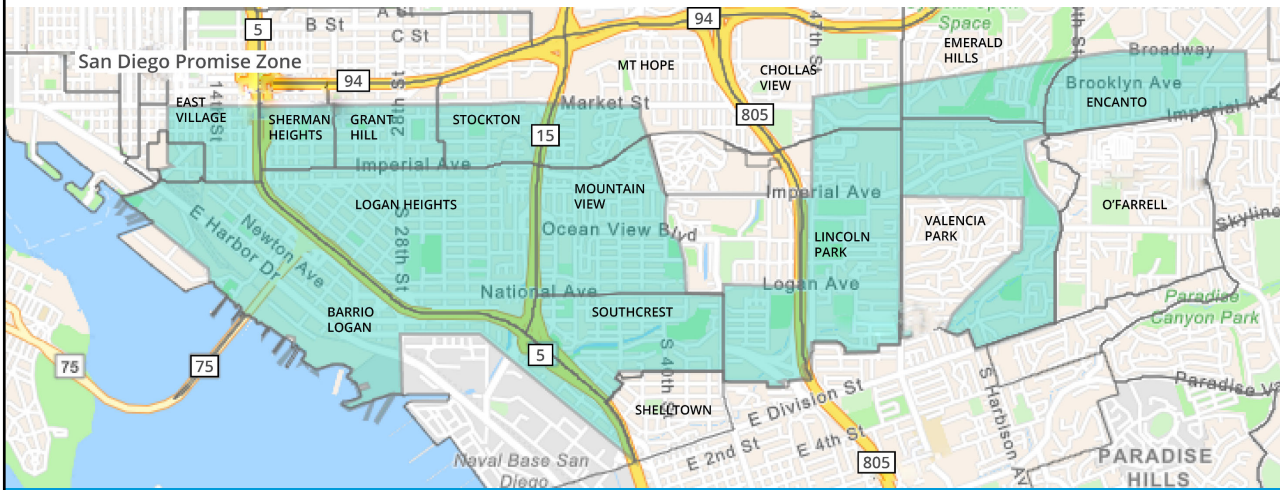 A St
5
94
B St
C St
47th St
Space
EMERALD
HILLS
Broadway
San Diego Promise Zone
94
MT HOPE
CHOLLAS
VIEW
Brooklyn Ave
EAST
VILLAGE
14th St
SHERMAN
HEIGHTS
GRANT
HILL
28th St
STOCKTON
Market St
805
ENCANTO
Imperial Ave
15
Imperial Ave
MOUNTAIN
VIEW
Imperial Ave
LOGAN HEIGHTS
S 28th St
O'FARRELL
E Harbor Dr
Newton Ave
Ocean View Blvd
LINCOLN
PARK
VALENCIA
PARK
Skyline
National Ave
Logan Ave
BARRIO
LOGAN
SOUTHCREST
Paradise
Canyon Park
75
75
5
S 40th St
SHELLTOWN
E Division St
S Harbison Av
Paradise Va
E 2nd St
E 4th St
Naval Base San
Diego
805
PARADISE
HILLS